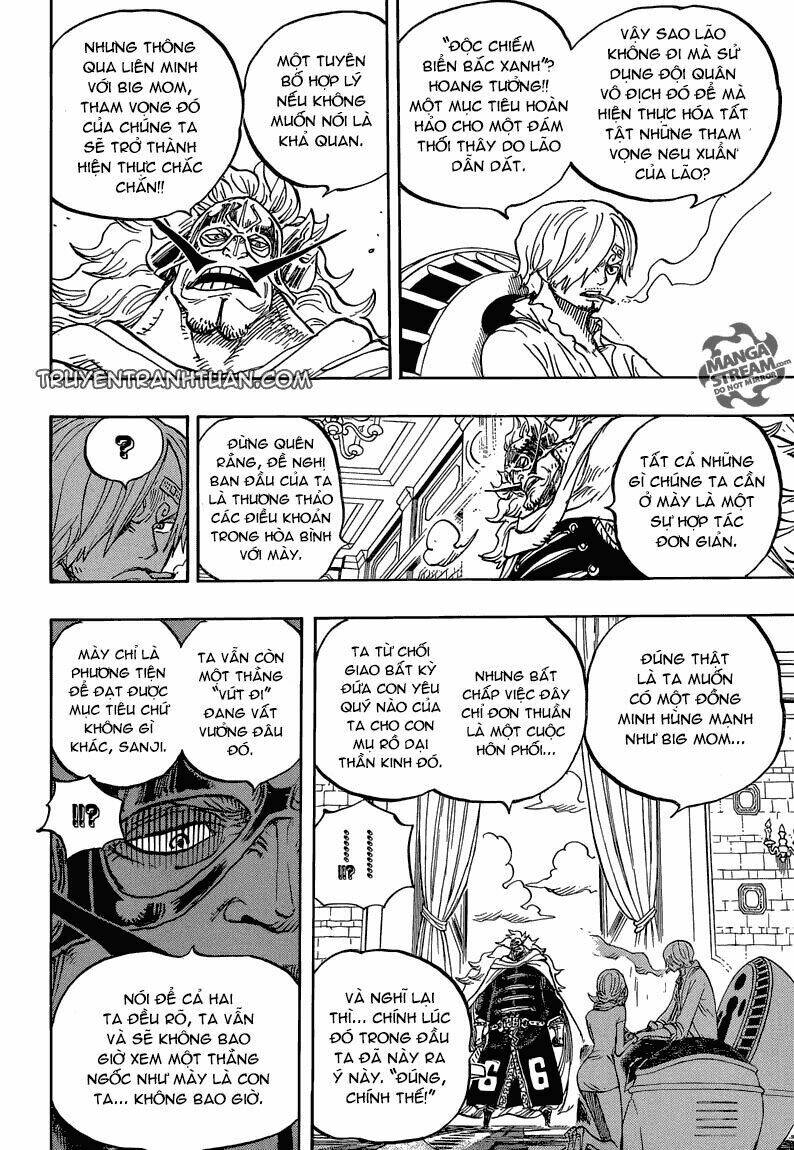 VẬY SAO LÃO
KHÔNG ĐI MÀ SỬ
DỤNG ĐỘI QUÂN
VÔ ĐỊCH ĐÓ ĐỂ MÀ
HIỆN THỰC HÓA TẤT
TẬT NHỮNG THAM
VỌNG NGU XUẨN
CỦA LÃO?
"ĐỘC CHIẾM
BIỂN BẮC XANH"?
HOANG TƯỞNG!!
MỘT MỤC TIÊU HOÀN
HẢO CHO MỘT ĐÁM
THỐI THÂY DO LÃO
DẪN DẤT.
MỘT TUYÊN
BỐ HỢP LÝ
NẾU KHÔNG
MUỐN NÓI LÀ
KHẢ QUAN.
NHƯNG THÔNG
QUA LIÊN MINH
VỚI BIG MOM,
THAM VỌNG ĐÓ
CỦA CHÚNG TA
SẼ TRỞ THÀNH
HIỆN THỰC CHẮC
CHẮN!!
TRUYENTRANHTUAN.COM
MANGA
STREAM.COM
DO NOT MIRROR
TẤT CẢ NHỮNG
GÌ CHÚNG TA CẦN
Ở MÀY LÀ MỘT
SỰ HỢP TÁC
ĐƠN GIẢN.
ĐỪNG QUÊN
RẰNG, ĐỀ NGHỊ
BAN ĐẦU CỦA TA
LÀ THƯƠNG THẢO
CÁC ĐIỀU KHOẢN
TRONG HÒA BÌNH
VỚI MÀY.
?
ĐÚNG THẬT
LÀ TA MUỐN
CÓ MỘT ĐỒNG
MINH HÙNG MẠNH
NHƯ BIG MOM...
NHƯNG BẤT
CHẤP VIỆC ĐÂY
CHỈ ĐƠN THUẦN
LÀ MỘT CUỘC
HÔN PHỐI...
TA TỪ CHỐI
GIAO BẤT KỲ
ĐỨA CON YÊU
QUÝ NÀO CỦA
TA CHO CON
MỤ RỒ DẠI
THẦN KINH ĐÓ.
!!?
VÀ NGHĨ LẠI
THÌ... CHÍNH LÚC
ĐÓ TRONG ĐẦU
TA ĐÃ NẢY RA
Ý NÀY. "ĐÚNG,
CHÍNH THẾ!"
66
TA VẪN CÒN
MỘT THẰNG
"VỨT ĐI"
ĐANG VẤT
VƯỞNG ĐÂU
ĐÓ.
MÀY CHỈ LÀ
PHƯƠNG TIỆN
ĐỂ ĐẠT ĐƯỢC
MỤC TIÊU CHỨ
KHÔNG GÌ
KHÁC, SANJI.
!!?
NÓI ĐỂ CẢ HAI
TA ĐỀU RÕ, TA VẪN
VÀ SẼ KHÔNG BAO
GIỜ XEM MỘT THẰNG
NGỐC NHƯ MÀY LÀ CON
TA... KHÔNG BAO GIỜ.